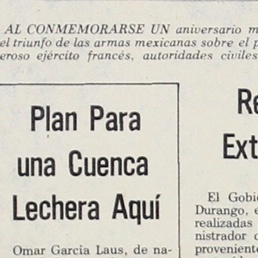 AL CONMEMORARSE UN aniversario m
el triunfo de las armas mexicanas sobre el p
eroso ejército francés, autoridades civiles
Plan Para
una Cuenca
Lechera Aquí
Omar García Laus, de na-
Re
Ext
El Gobi
Durango, e
realizadas
nistrador d
proveniente